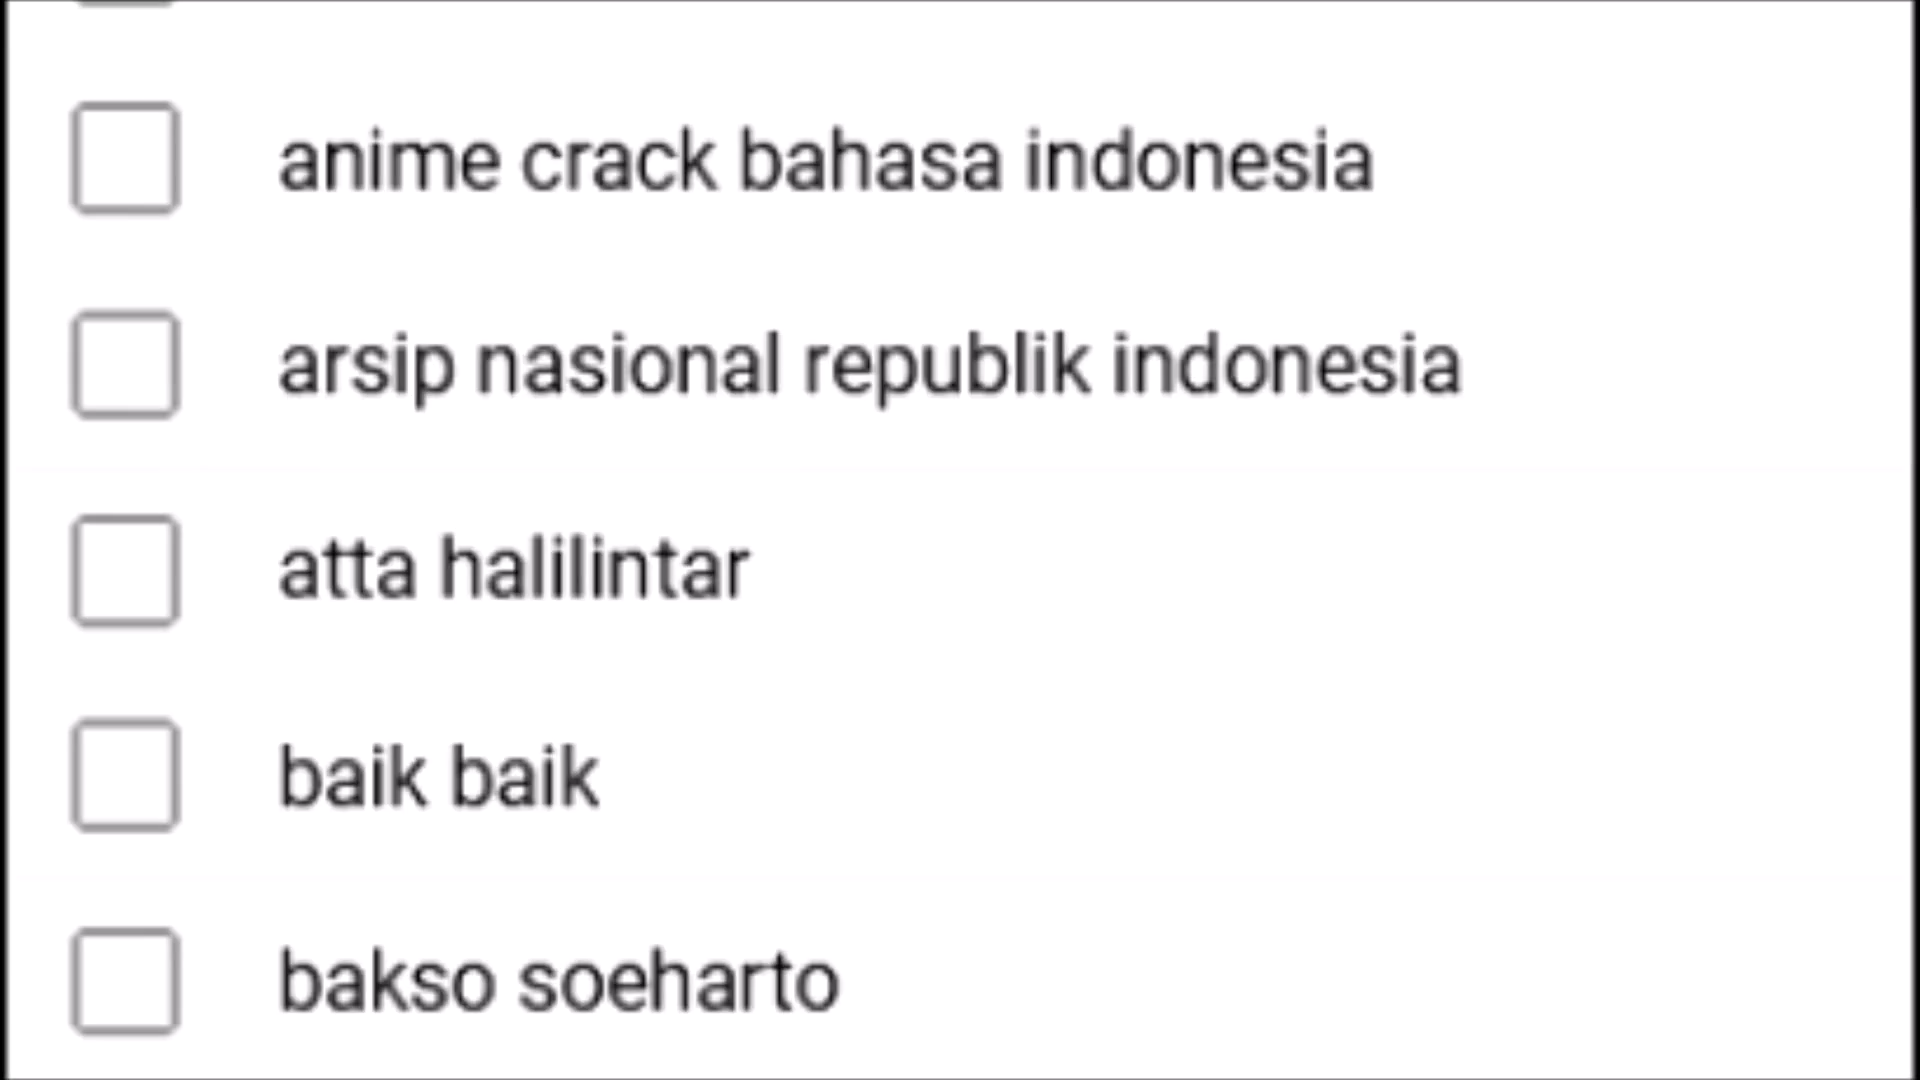 anime crack bahasa indonesia
arsip nasional republik indonesia
atta halilintar
baik baik
bakso soeharto